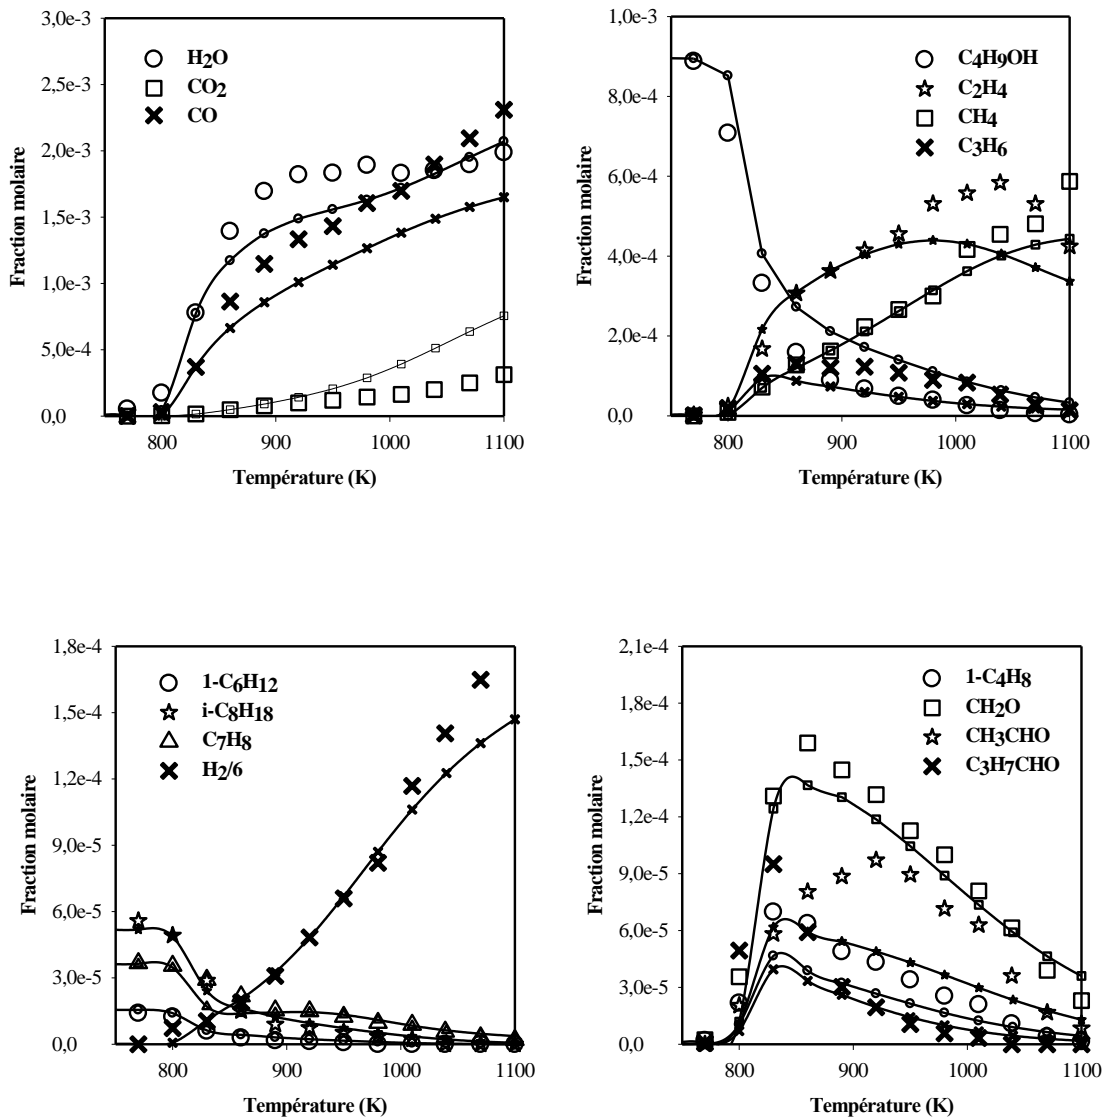 3,0e-3
2,5e-3
2,0e-3
1,5e-3
1,0e-3
5,0e-4
0,0
Fraction molaire
H2O
CO2
CO
800
900
1000
1100
Température (K)
1,0e-3
8,0e-4
6,0e-4
4,0e-4
2,0e-4
0,0
Fraction molaire
C4H9OH
C2H4
CH4
C3H6
800
900
1000
1100
Température (K)
1,8e-4
1,5e-4
1,2e-4
9,0e-5
6,0e-5
3,0e-5
0,0
Fraction molaire
1-C6H12
i-C8H18
C7H8
H2/6
800
900
1000
1100
Température (K)
2,1e-4
1,8e-4
1,5e-4
1,2e-4
9,0e-5
6,0e-5
3,0e-5
0,0
Fraction molaire
1-C4H8
CH2O
CH3CHO
C3H7CHO
800
900
1000
1100
Température (K)